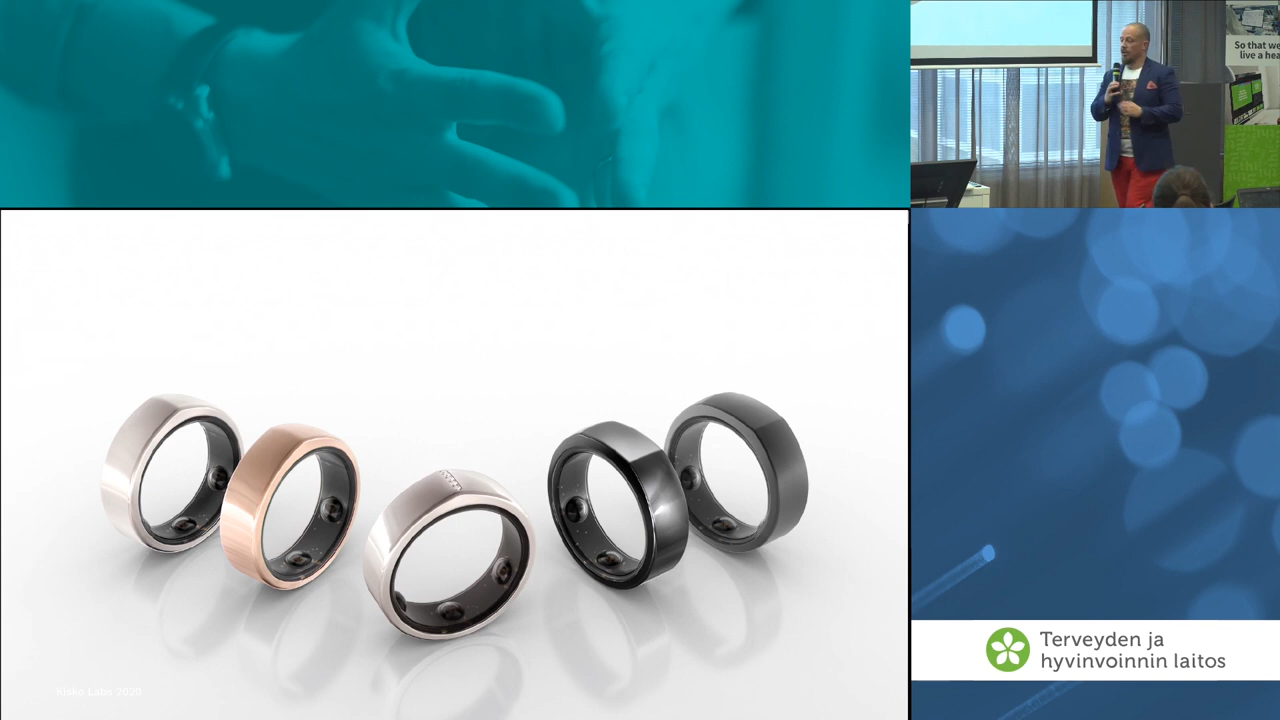 So that we
live a hea
Kisko Labs 2020
Terveyden ja
hyvinvoinnin laitos